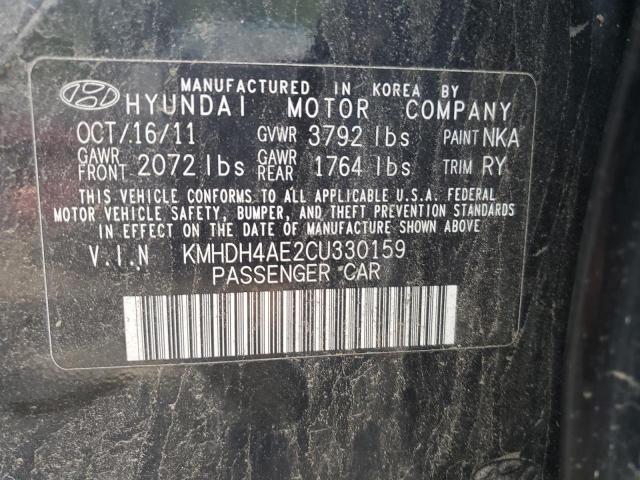 MANUFACTURED IN KOREA BY
HYUNDAI MOTOR COMPANY
OCT/16/11 GVWR 3792 lbs PAINT NKA
GAWR FRONT 2072 lbs GAWR REAR 1764 lbs TRIM RY
THIS VEHICLE CONFORMS TO ALL APPLICABLE U.S.A. FEDERAL
MOTOR VEHICLE SAFETY, BUMPER, AND THEFT PREVENTION STANDARDS
IN EFFECT ON THE DATE OF MANUFACTURE SHOWN ABOVE
V.I.N KMHDH4AE2CU330159
PASSENGER CAR